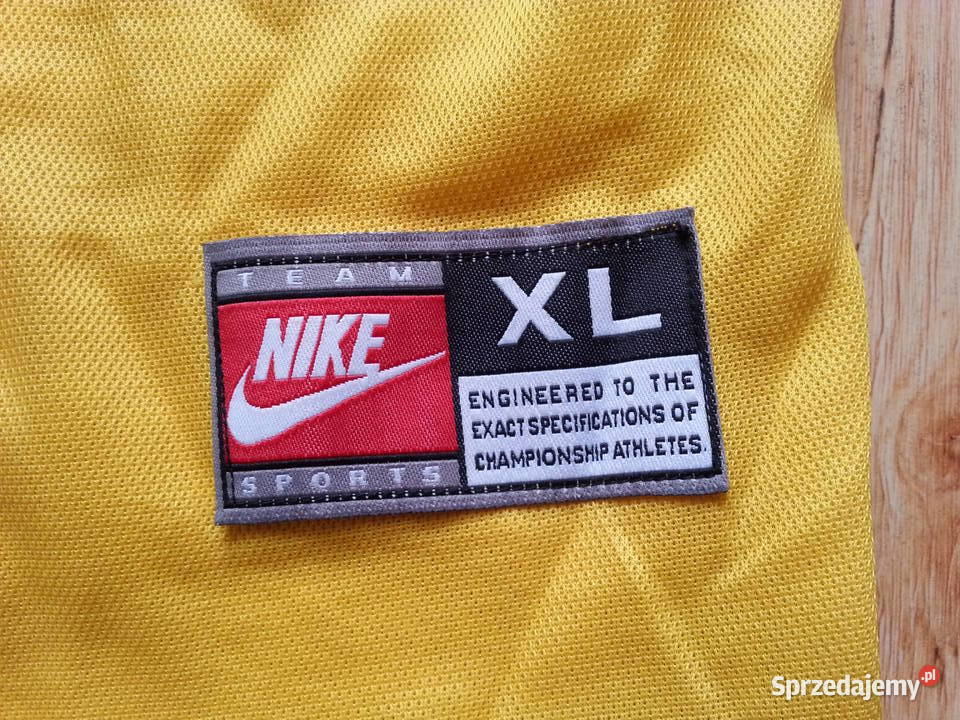 TEAM
NIKE
SPORTS
XL
ENGINEERED TO THE
EXACT SPECIFICATIONS OF
CHAMPIONSHIP ATHLETES.
Sprzedajemy.pl